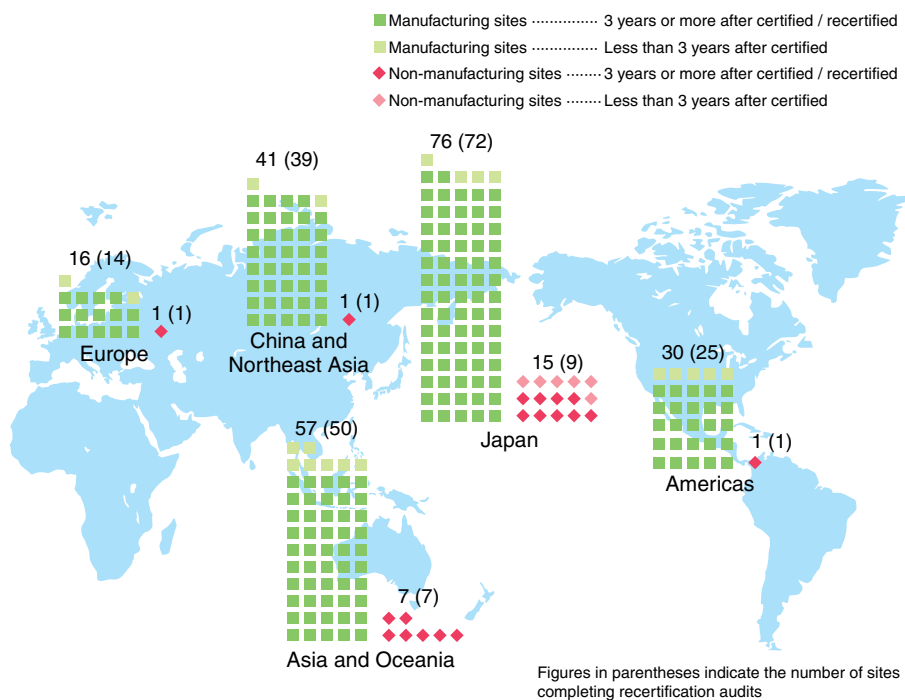 Manufacturing sites ·············· 3 years or more after certified / recertified
Manufacturing sites ·············· Less than 3 years after certified
Non-manufacturing sites ········ 3 years or more after certified / recertified
Non-manufacturing sites ········ Less than 3 years after certified
76 (72)
41 (39)
16 (14)
1 (1)
Europe
1 (1)
China and
Northeast Asia
15 (9)
Japan
30 (25)
1 (1)
Americas
57 (50)
7 (7)
Asia and Oceania
Figures in parentheses indicate the number of sites
completing recertification audits